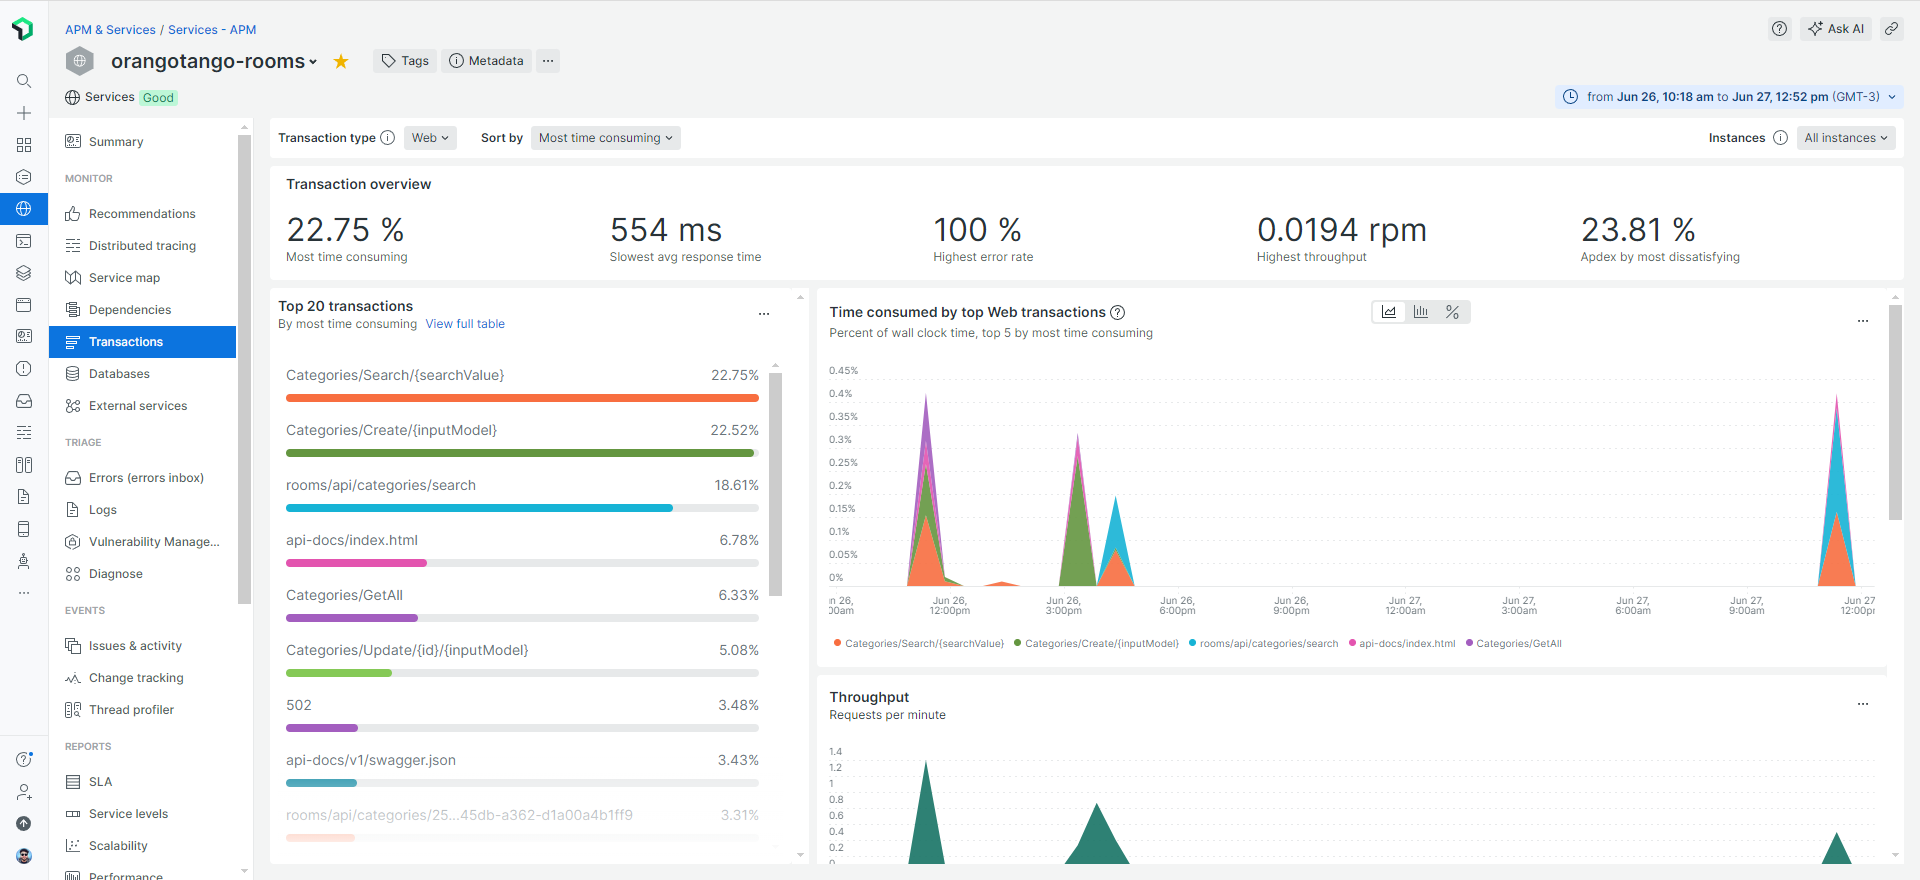 APM & Services / Services - APM
Ask AI
orangotango-rooms
Tags
Metadata
...
Services Good
from Jun 26, 10:18 am to Jun 27, 12:52 pm (GMT-3)
Summary
MONITOR
Recommendations
Distributed tracing
Service map
Dependencies
Transactions
Databases
External services
TRIAGE
Errors (errors inbox)
Logs
Vulnerability Manage...
Diagnose
EVENTS
Issues & activity
Change tracking
Thread profiler
REPORTS
SLA
Service levels
Scalability
Performance
Transaction type Web Sort by Most time consuming
Instances All instances
Transaction overview
22.75 %
Most time consuming
554 ms
Slowest avg response time
100 %
Highest error rate
0.0194 rpm
Highest throughput
23.81 %
Apdex by most dissatisfying
Top 20 transactions
By most time consuming View full table
...
Categories/Search/{searchValue} 22.75%
Categories/Create/{inputModel} 22.52%
rooms/api/categories/search 18.61%
api-docs/index.html 6.78%
Categories/GetAll 6.33%
Categories/Update/{id}/{inputModel} 5.08%
502 3.48%
api-docs/v1/swagger.json 3.43%
rooms/api/categories/25...45db-a362-d1a00a4b1ff9 3.31%
Time consumed by top Web transactions
Percent of wall clock time, top 5 by most time consuming
...
0.45%
0.4%
0.35%
0.3%
0.25%
0.2%
0.15%
0.1%
0.05%
0%
n 26,
00am
Jun 26,
12:00pm
Jun 26,
3:00pm
Jun 26,
6:00pm
Jun 26,
9:00pm
Jun 27,
12:00am
Jun 27,
3:00am
Jun 27,
6:00am
Jun 27,
9:00am
Jun 27
12:00p
Categories/Search/{searchValue} Categories/Create/{inputModel} rooms/api/categories/search api-docs/index.html Categories/GetAll
Throughput
Requests per minute
...
1.4
1.2
1
0.8
0.6
0.4
0.2
0